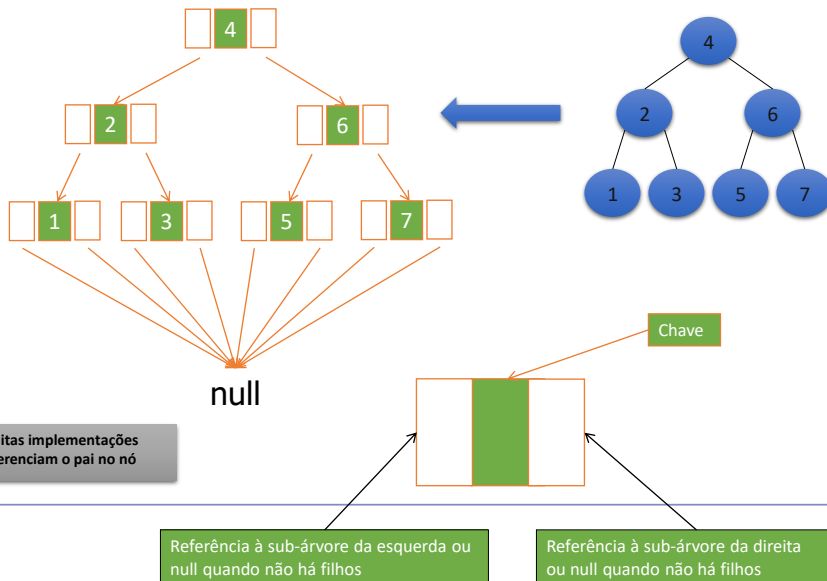 4
4
2
6
2
6
1
3
5
7
1
3
5
7
Chave
null
itas implementações
erenciam o pai no nó
Referência à sub-árvore da esquerda ou
null quando não há filhos
Referência à sub-árvore da direita
ou null quando não há filhos